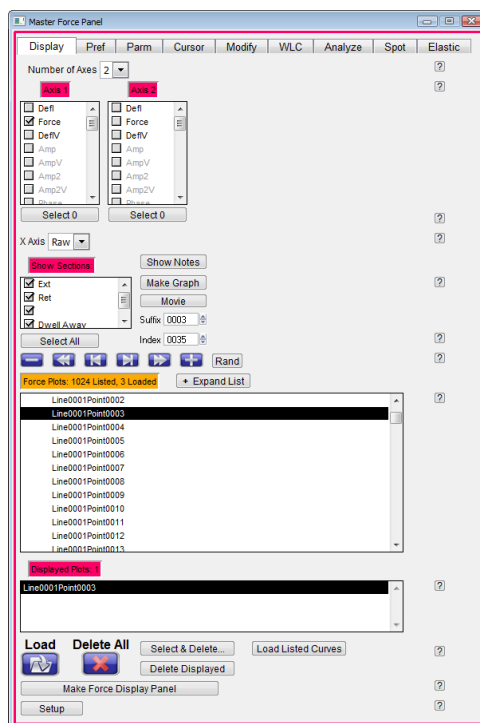 Master Force Panel
Display Pref Parm Cursor Modify WLC Analyze Spot Elastic
Number of Axes 2 ?
Axis 1 Axis 2 ?
Defl Defl
Force Force
DeflV DeflV
Amp Amp
AmpV AmpV
Amp2 Amp2
Amp2V Amp2V
Phase Phase
Select 0 Select 0 ?
X Axis Raw ?
Show Sections: Show Notes
Ext Make Graph ?
Ret Movie
Dwell Away Suffix 0003
Select All Index 0035 ?
Rand ?
Force Plots: 1024 Listed, 3 Loaded + Expand List
Line0001Point0002 ?
Line0001Point0003
Line0001Point0004
Line0001Point0005
Line0001Point0006
Line0001Point0007
Line0001Point0008
Line0001Point0009
Line0001Point0010
Line0001Point0011
Line0001Point0012
Line0001Point0013
Displayed Plots: 1
Line0001Point0003 ?
Load Delete All Select & Delete... Load Listed Curves ?
Delete Displayed
Make Force Display Panel ?
Setup ?